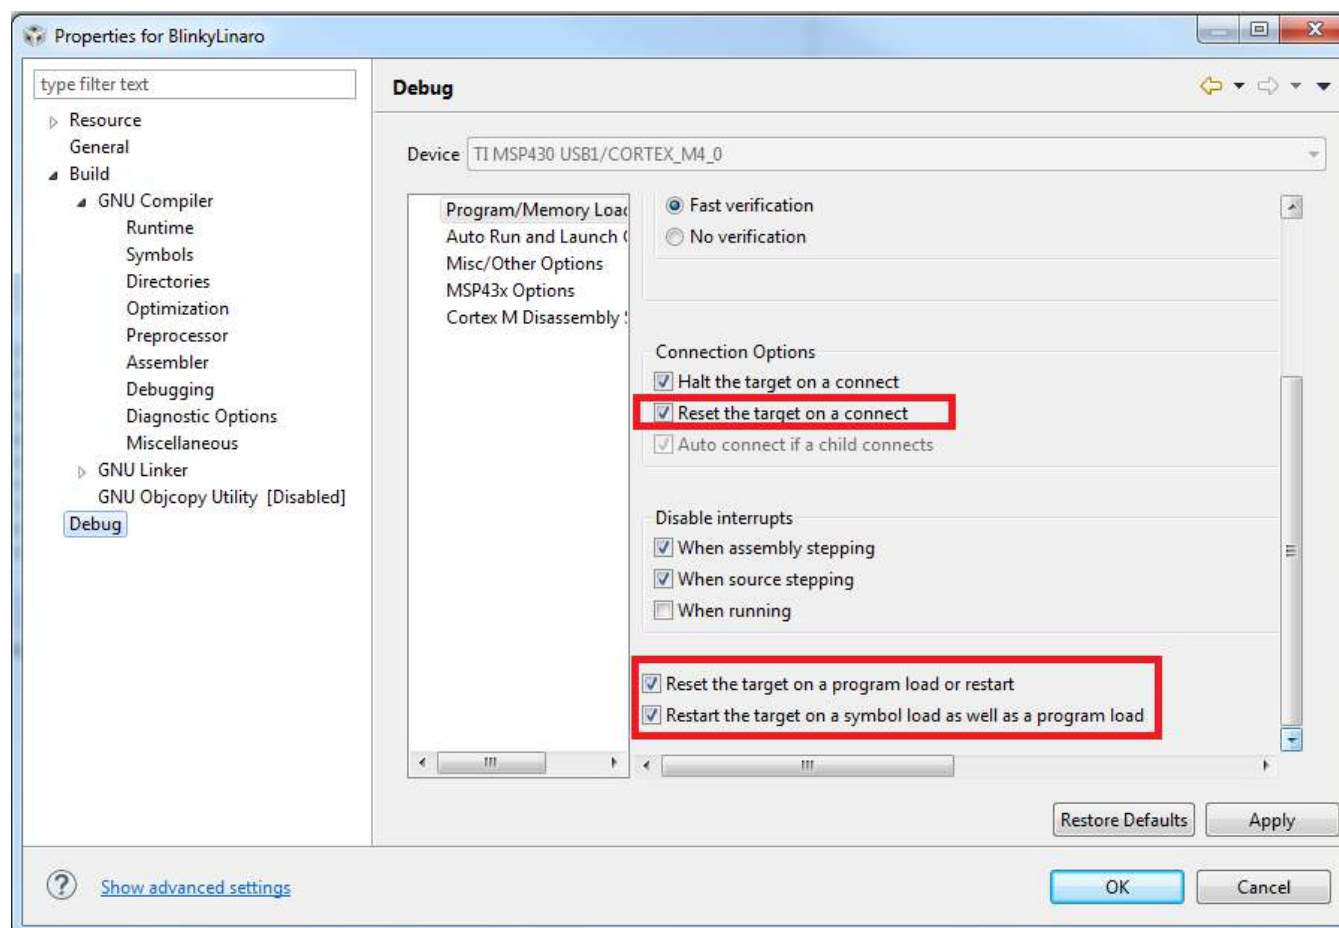 Properties for BlinkyLinaro
type filter text
Resource
General
Build
GNU Compiler
Runtime
Symbols
Directories
Optimization
Preprocessor
Assembler
Debugging
Diagnostic Options
Miscellaneous
GNU Linker
GNU Objcopy Utility [Disabled]
Debug
Debug
Device TI MSP430 USB1/CORTEX_M4_0
Program/Memory Load
Auto Run and Launch
Misc/Other Options
MSP43x Options
Cortex M Disassembly
Fast verification
No verification
Connection Options
Halt the target on a connect
Reset the target on a connect
Auto connect if a child connects
Disable interrupts
When assembly stepping
When source stepping
When running
Reset the target on a program load or restart
Restart the target on a symbol load as well as a program load
Restore Defaults Apply
? Show advanced settings
OK Cancel